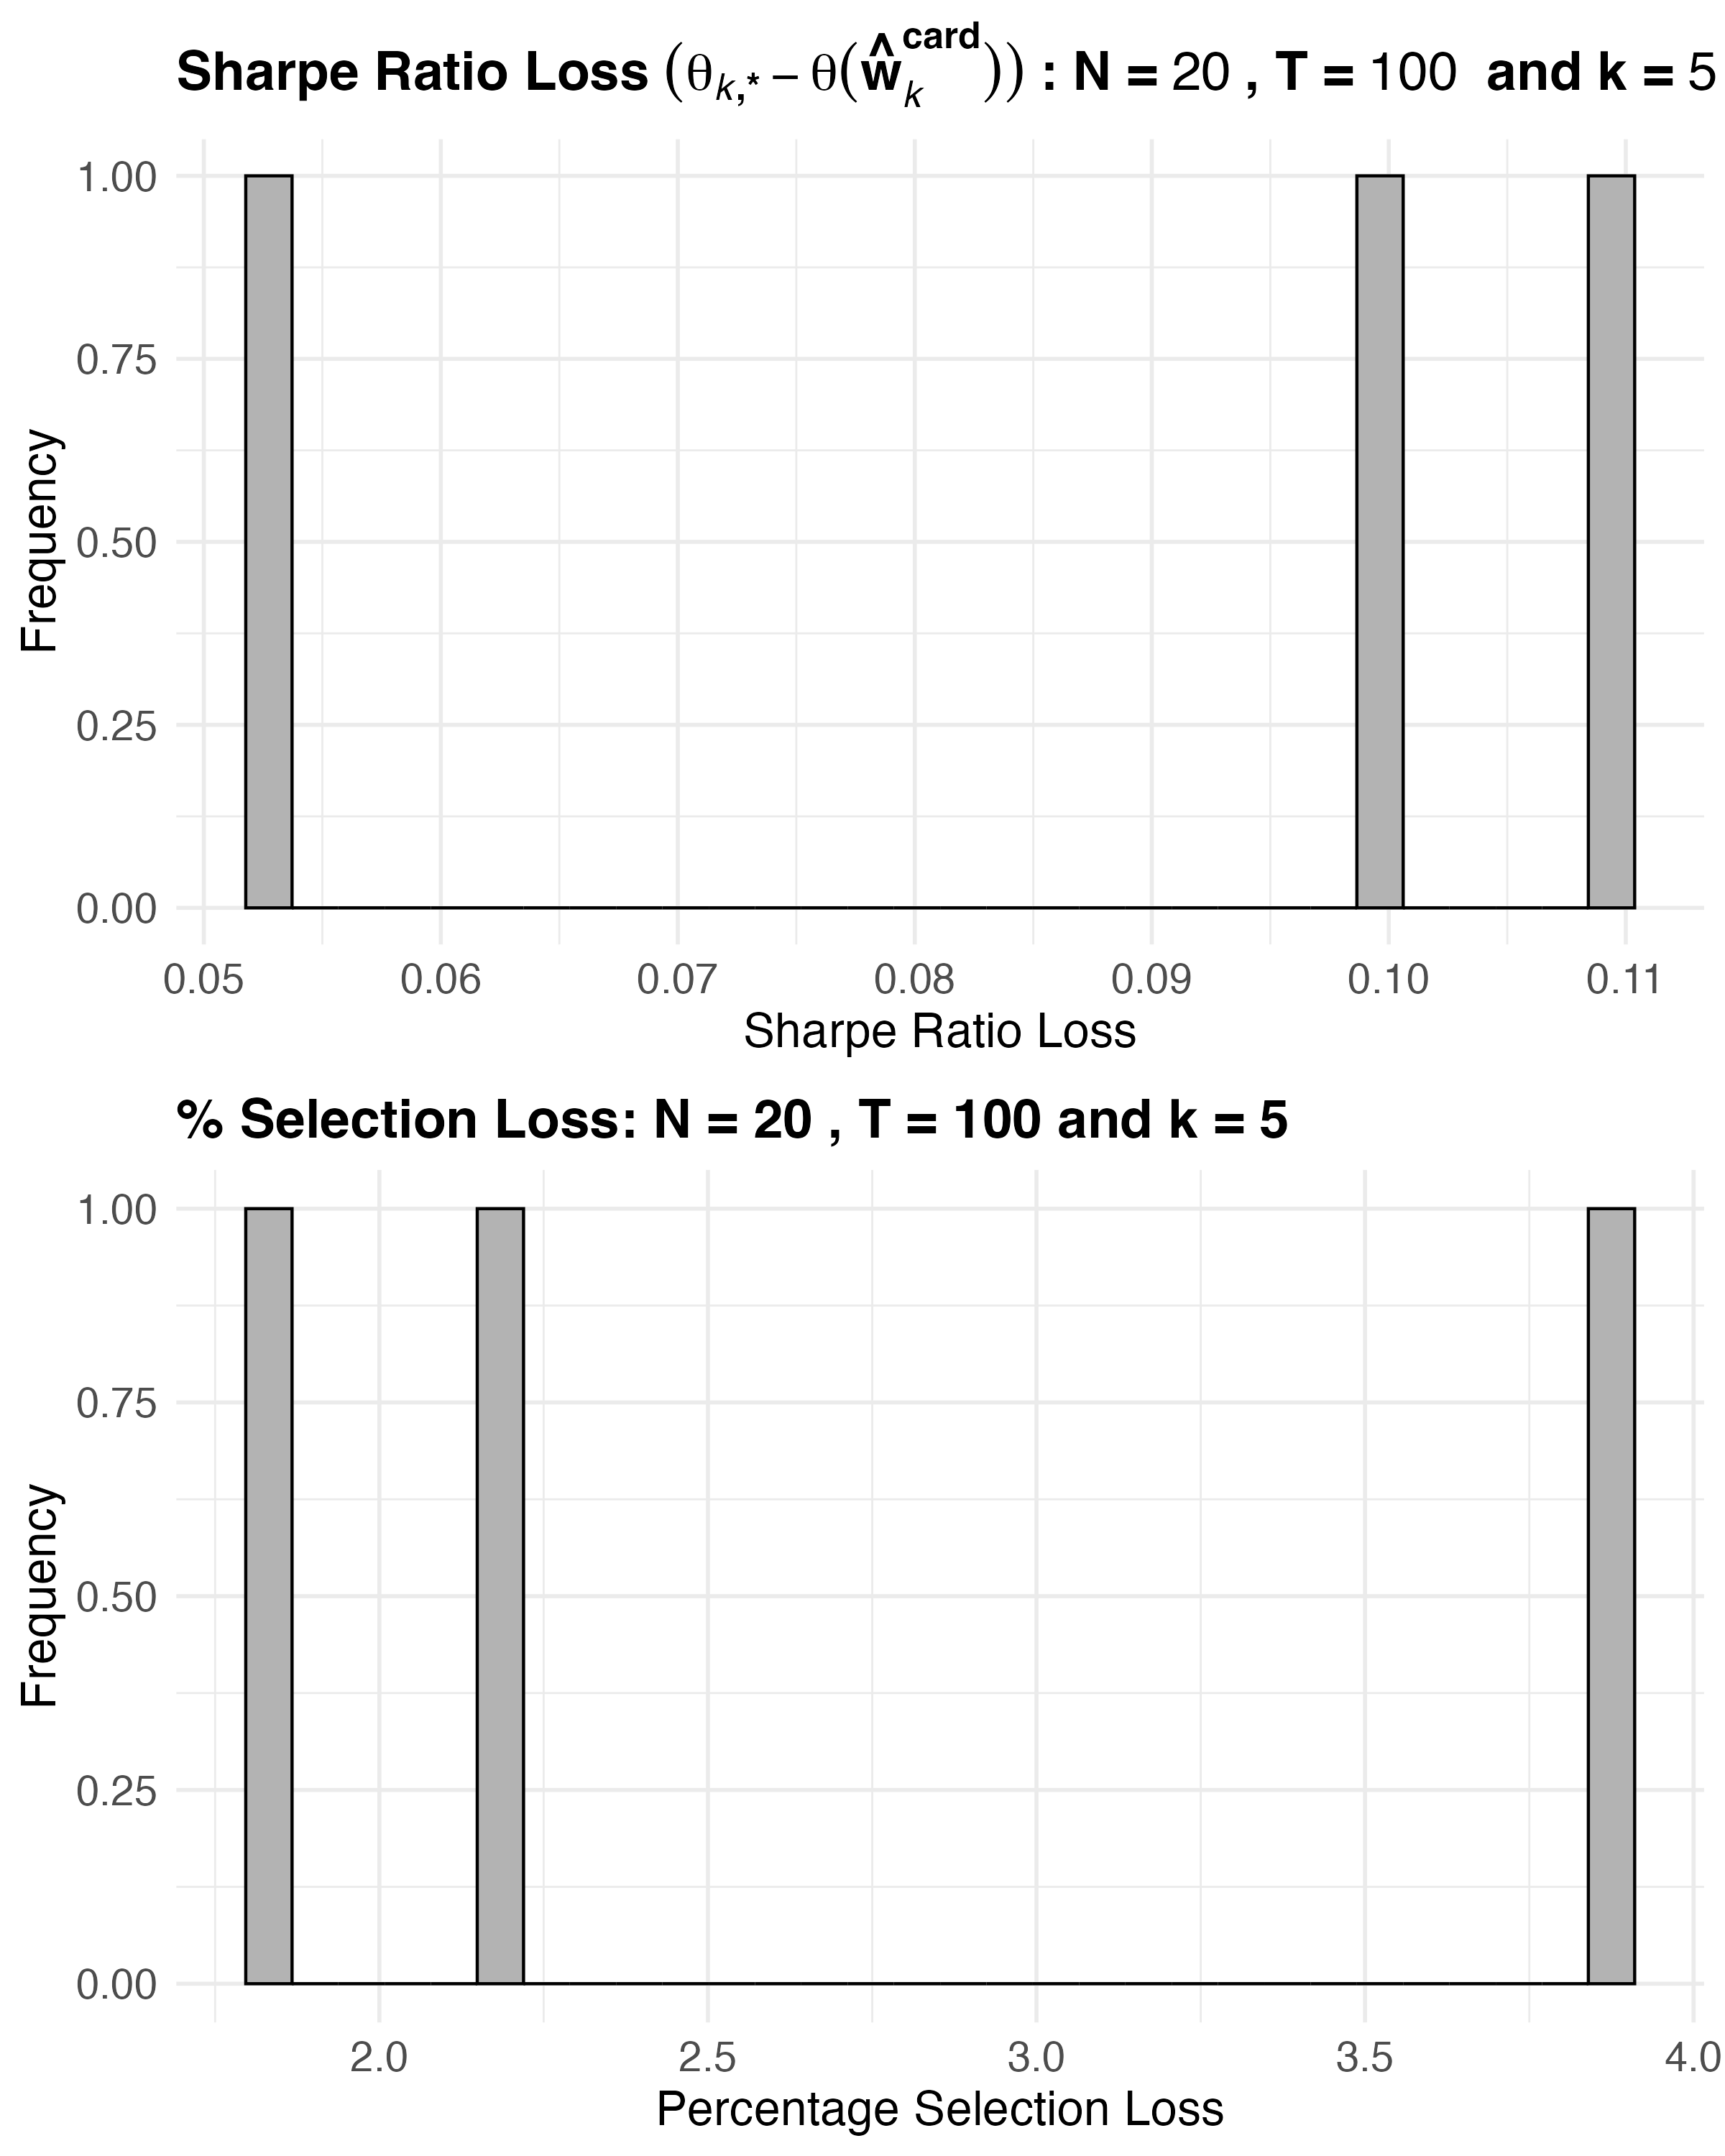 Sharpe Ratio Loss (θk,* − θ(ŵk^card)) : N = 20 , T = 100 and k = 5
1.00
0.75
0.50
0.25
0.00
Frequency
0.05 0.06 0.07 0.08 0.09 0.10 0.11
Sharpe Ratio Loss
% Selection Loss: N = 20 , T = 100 and k = 5
1.00
0.75
0.50
0.25
0.00
Frequency
2.0 2.5 3.0 3.5 4.0
Percentage Selection Loss